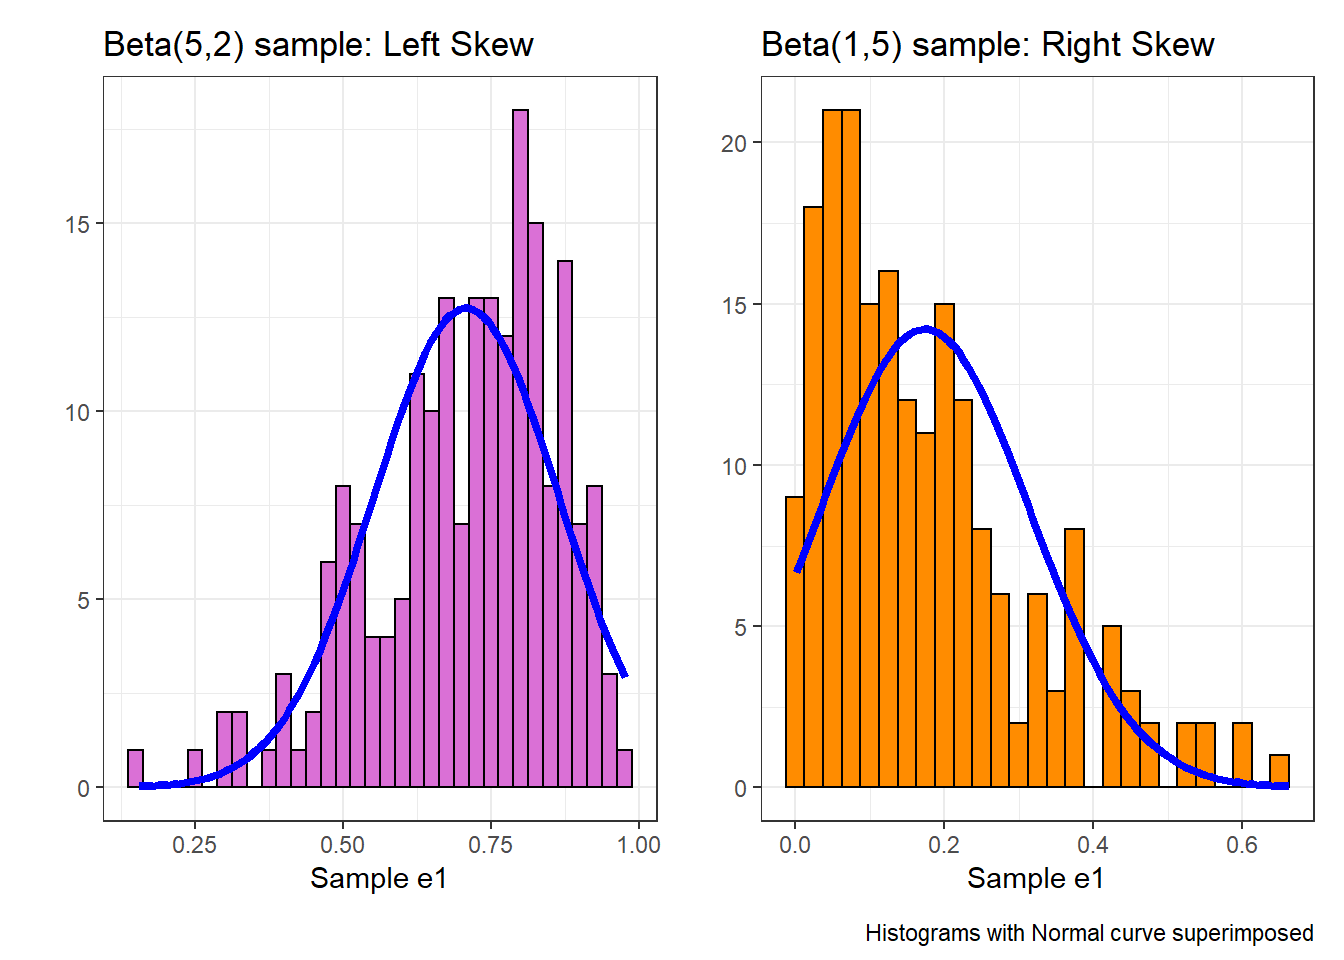 Beta(5,2) sample: Left Skew
15
10
5
0
0.25 0.50 0.75 1.00
Sample e1
Beta(1,5) sample: Right Skew
20
15
10
5
0
0.0 0.2 0.4 0.6
Sample e1
Histograms with Normal curve superimposed